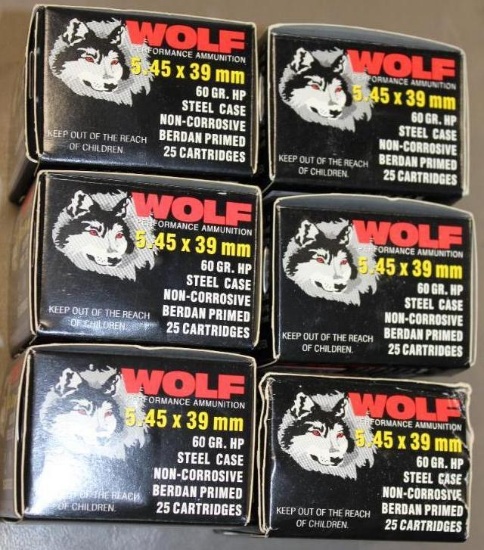 WOLF
PERFORMANCE AMMUNITION
5.45 x 39 mm
60 GR. HP
STEEL CASE
NON-CORROSIVE
BERDAN PRIMED
25 CARTRIDGES
KEEP OUT OF THE REACH
OF CHILDREN.
WOLF
PERFORMANCE AMMUNITION
5.45 x 39 mm
60 GR. HP
STEEL CASE
NON-CORROSIVE
BERDAN PRIMED
25 CARTRIDGES
KEEP OUT OF THE REACH
OF CHILDREN.
WOLF
PERFORMANCE AMMUNITION
5.45 x 39 mm
60 GR. HP
STEEL CASE
NON-CORROSIVE
BERDAN PRIMED
25 CARTRIDGES
KEEP OUT OF THE REACH
OF CHILDREN.
WOLF
PERFORMANCE AMMUNITION
5.45 x 39 mm
60 GR. HP
STEEL CASE
NON-CORROSIVE
BERDAN PRIMED
25 CARTRIDGES
KEEP OUT OF THE REACH
OF CHILDREN.
WOLF
PERFORMANCE AMMUNITION
5.45 x 39 mm
60 GR. HP
STEEL CASE
NON-CORROSIVE
BERDAN PRIMED
25 CARTRIDGES
KEEP OUT OF THE REACH
OF CHILDREN.
WOLF
PERFORMANCE AMMUNITION
5.45 x 39 mm
60 GR. HP
STEEL CASE
NON-CORROSIVE
BERDAN PRIMED
25 CARTRIDGES
KEEP OUT OF THE REACH
OF CHILDREN.